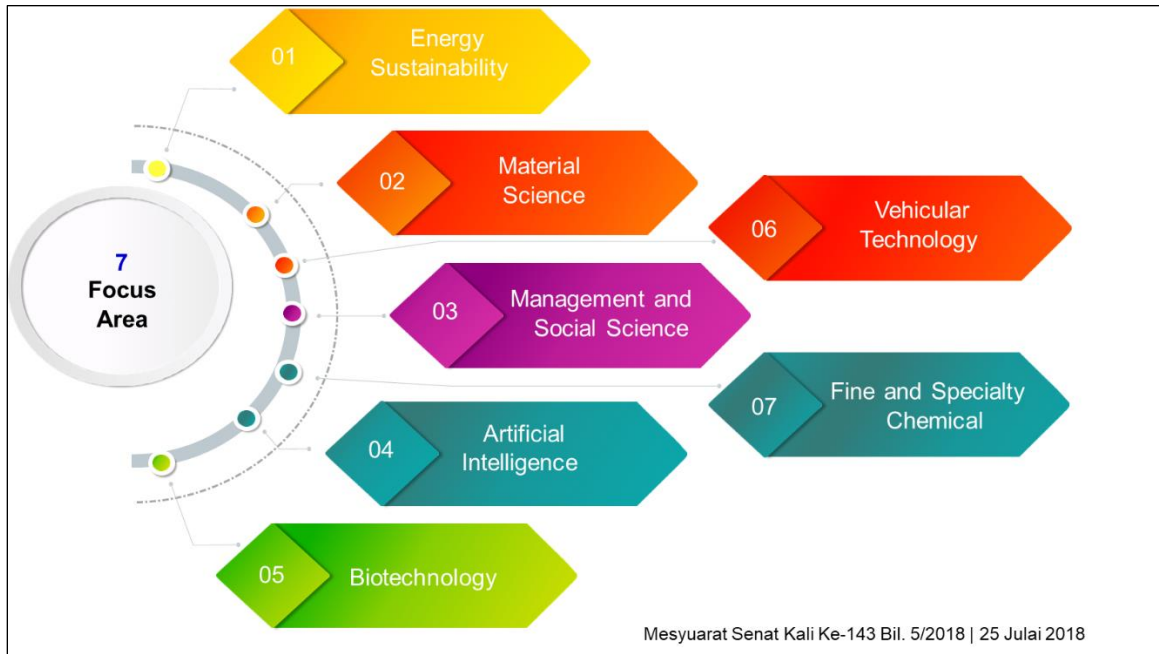 7
Focus
Area
01
Energy
Sustainability
02
Material
Science
03
Management and
Social Science
04
Artificial
Intelligence
05
Biotechnology
06
Vehicular
Technology
07
Fine and Specialty
Chemical
Mesyuarat Senat Kali Ke-143 Bil. 5/2018 | 25 Julai 2018